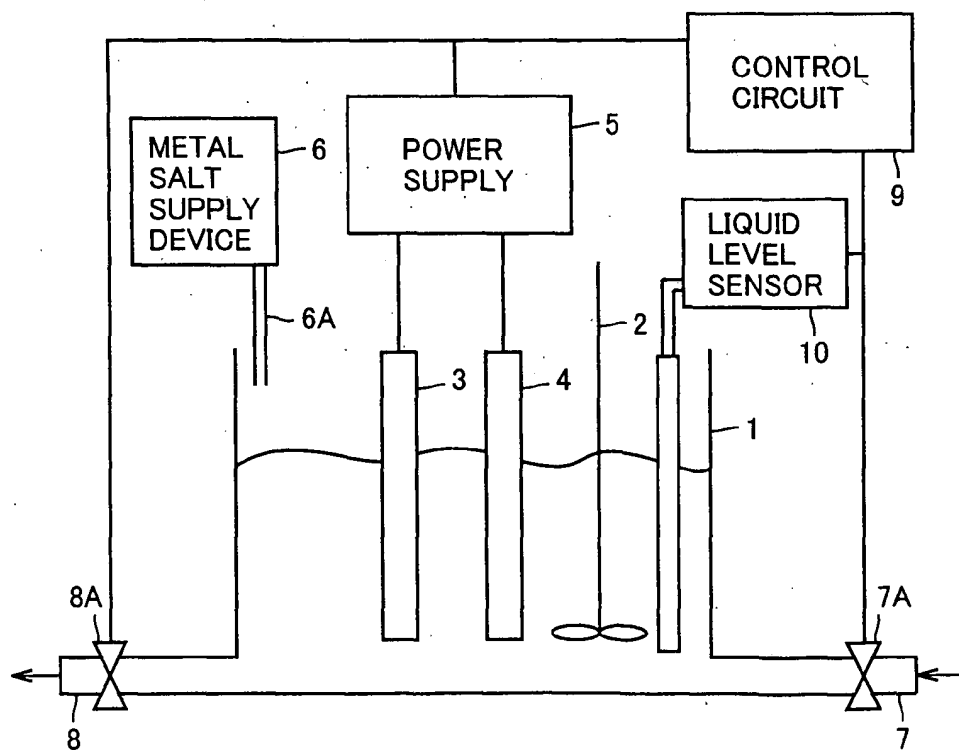 CONTROL
CIRCUIT
9
5
POWER
SUPPLY
6
METAL
SALT
SUPPLY
DEVICE
LIQUID
LEVEL
SENSOR
10
6A
2
3
4
1
8A
7A
8
7